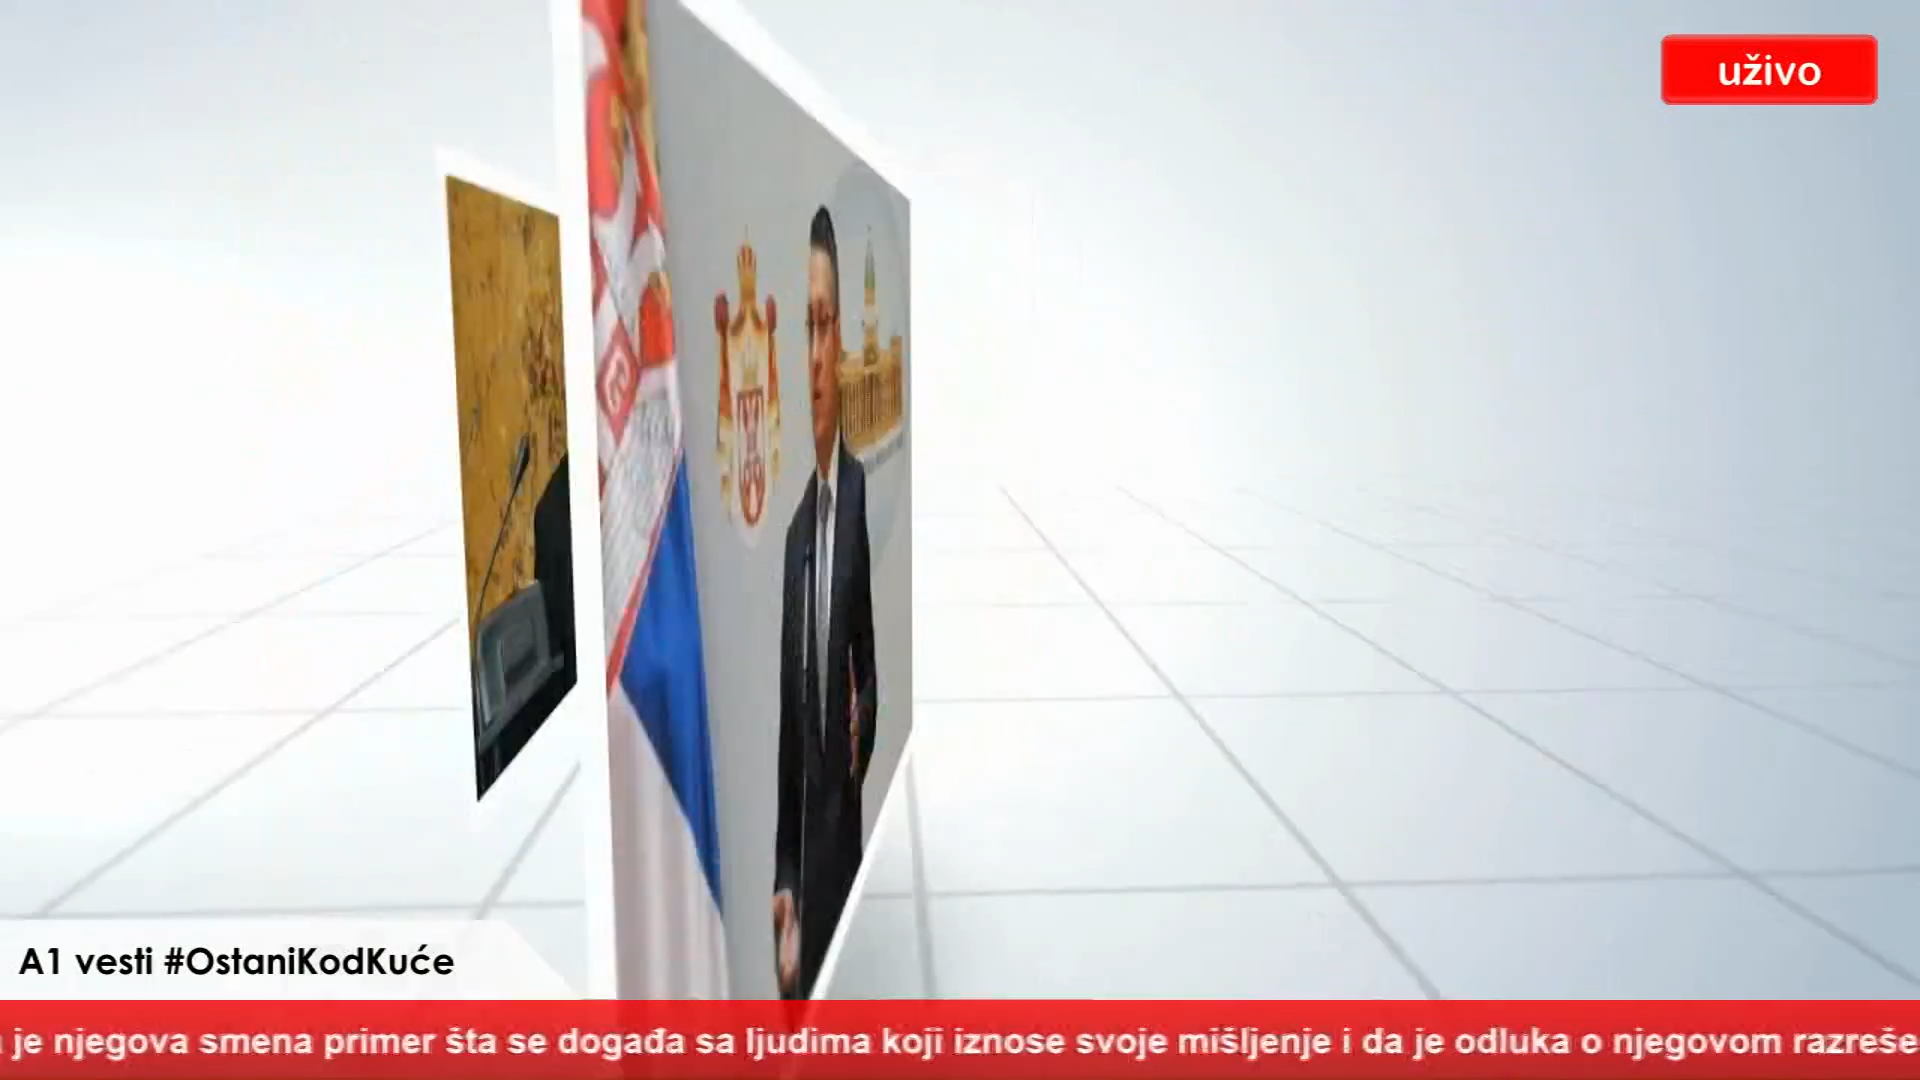 uživo
A1 vesti #OstaniKodKuće
je njegova smena primer šta se događa sa ljudima koji iznose svoje mišljenje i da je odluka o njegovom razreše